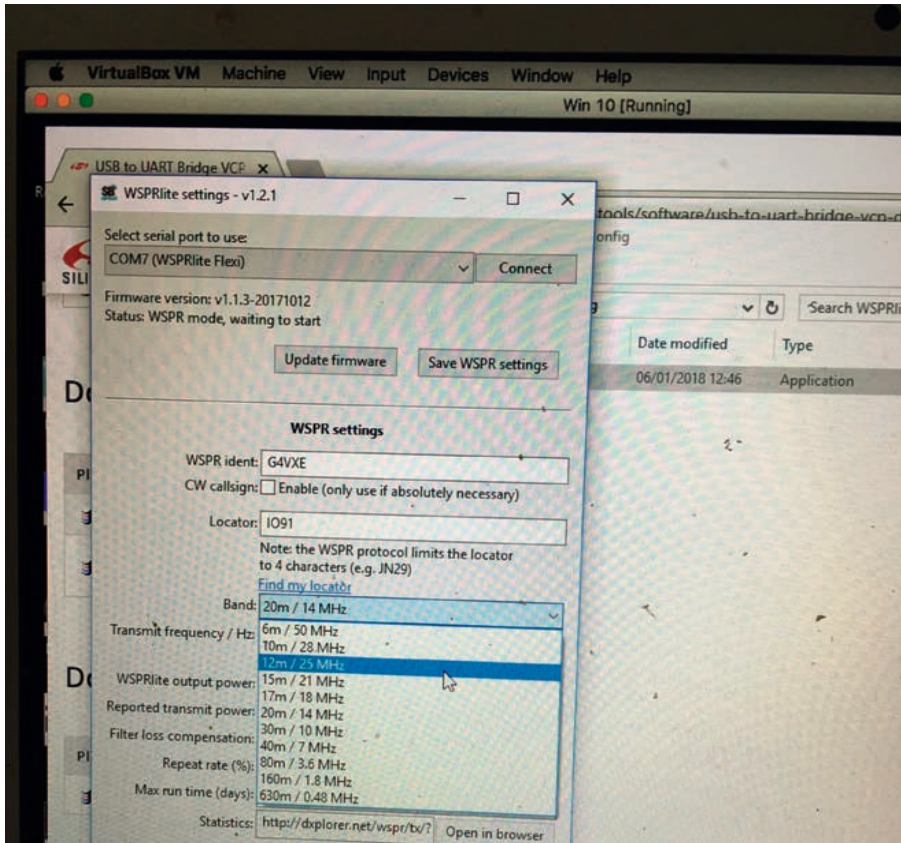 VirtualBox VM Machine View Input Devices Window Help
Win 10 [Running]
USB to UART Bridge VCP
WSPRlite settings - v1.2.1
tools/software/usb-to-uart-bridge-vcp-d
onfig
SILI
Select serial port to use:
COM7 (WSPRlite Flexi)
Connect
Firmware version: v1.1.3-20171012
Status: WSPR mode, waiting to start
Search WSPRli
Update firmware
Save WSPR settings
Date modified
Type
06/01/2018 12:46
Application
Do
WSPR settings
WSPR ident: G4VXE
CW callsign: Enable (only use if absolutely necessary)
Pl
Locator: IO91
Note: the WSPR protocol limits the locator
to 4 characters (e.g. JN29)
Find my locator
Band: 20m / 14 MHz
Transmit frequency / Hz:
6m / 50 MHz
10m / 28 MHz
12m / 25 MHz
Do
WSPRlite output power:
15m / 21 MHz
17m / 18 MHz
Reported transmit power:
20m / 14 MHz
30m / 10 MHz
Filter loss compensation:
40m / 7 MHz
Pl
Repeat rate (%):
80m / 3.6 MHz
160m / 1.8 MHz
Max run time (days):
630m / 0.48 MHz
Statistics: http://dxplorer.net/wspr/tx/? Open in browser